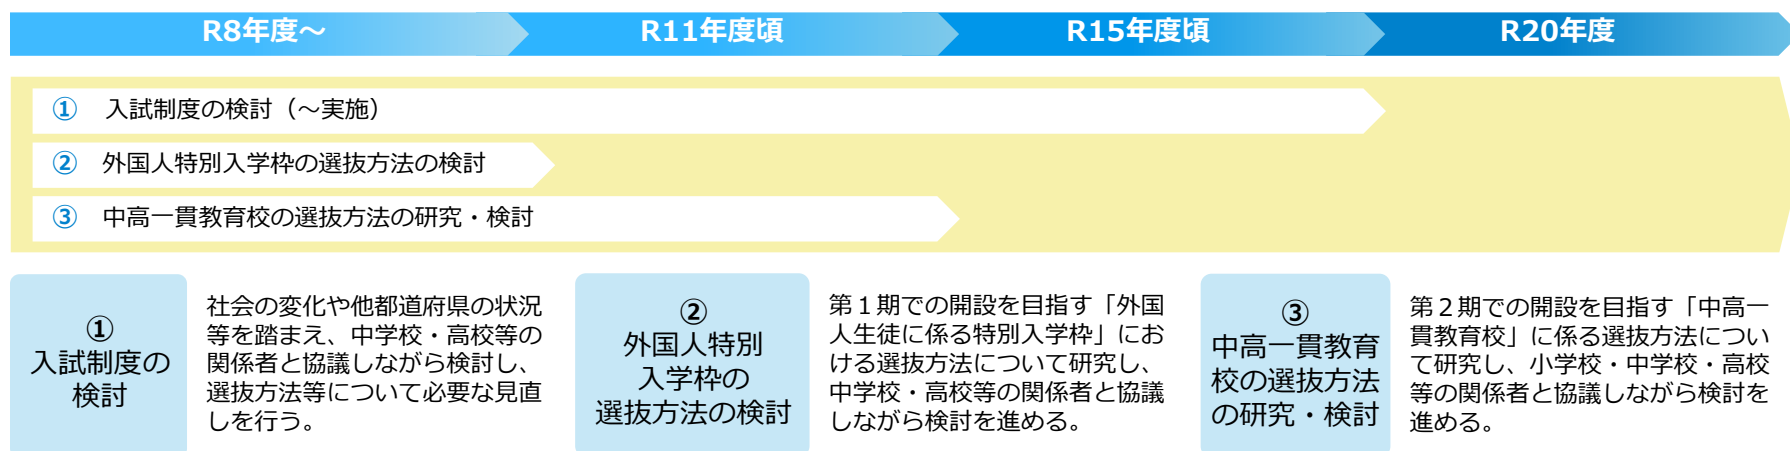 R8年度～
R11年度頃
R15年度頃
R20年度
① 入試制度の検討（～実施）
② 外国人特別入学枠の選抜方法の検討
③ 中高一貫教育校の選抜方法の研究・検討
①
入試制度の
検討
社会の変化や他都道府県の状況
等を踏まえ、中学校・高校等の
関係者と協議しながら検討し、
選抜方法等について必要な見直
しを行う。
②
外国人特別
入学枠の
選抜方法の検討
第１期での開設を目指す「外国
人生徒に係る特別入学枠」にお
ける選抜方法について研究し、
中学校・高校等の関係者と協議
しながら検討を進める。
③
中高一貫教育
校の選抜方法
の研究・検討
第２期での開設を目指す「中高一
貫教育校」に係る選抜方法につい
て研究し、小学校・中学校・高校
等の関係者と協議しながら検討を
進める。